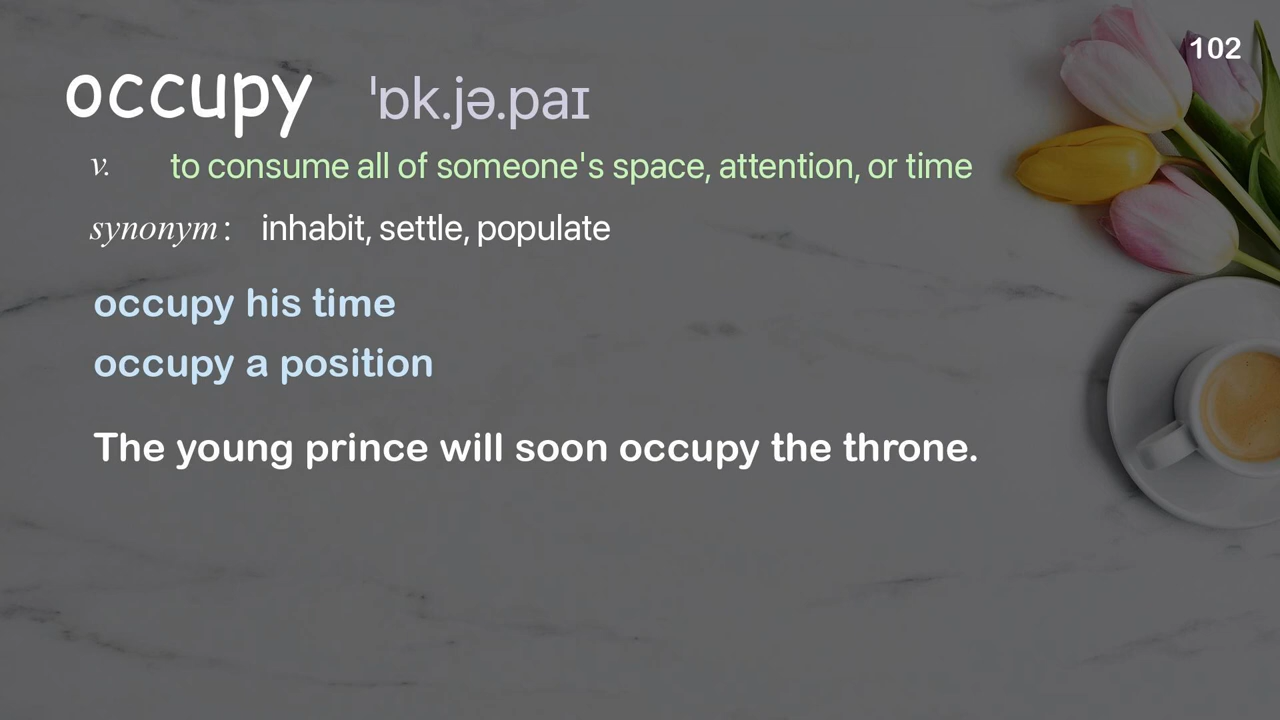 102
occupy ˈɒk.jə.paɪ
v. to consume all of someone's space, attention, or time
synonym: inhabit, settle, populate
occupy his time
occupy a position
The young prince will soon occupy the throne.